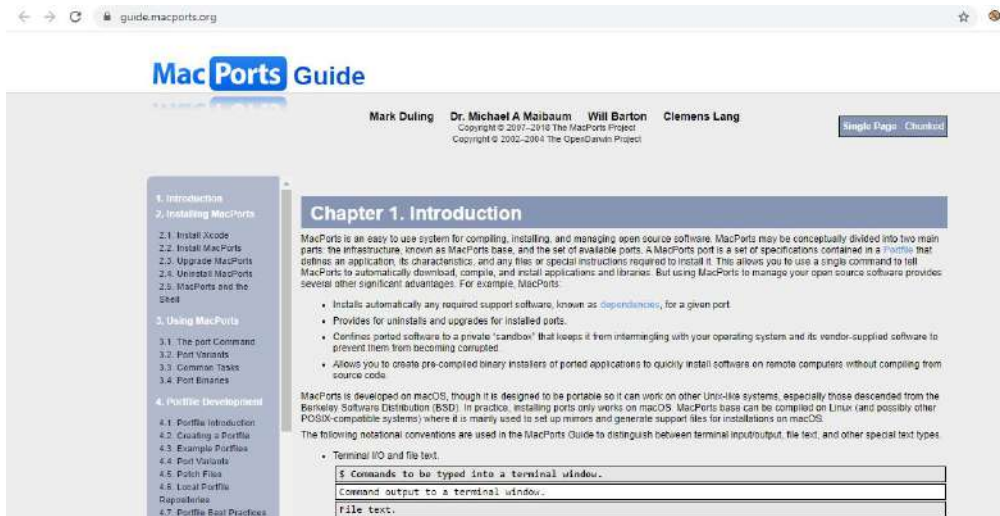 guide.macports.org
MacPorts Guide
Mark Duling Dr. Michael A Maibaum Will Barton Clemens Lang
Copyright © 2007–2018 The MacPorts Project
Copyright © 2002–2004 The OpenDarwin Project
Single Page Chunked
1. Introduction
2. Installing MacPorts
2.1. Install Xcode
2.2. Install MacPorts
2.3. Upgrade MacPorts
2.4. Uninstall MacPorts
2.5. MacPorts and the
Shell
3. Using MacPorts
3.1. The port Command
3.2. Port Variants
3.3. Common Tasks
3.4. Port Binaries
4. Portfile Development
4.1. Portfile Introduction
4.2. Creating a Portfile
4.3. Example Portfiles
4.4. Port Variants
4.5. Patch Files
4.6. Local Portfile
Repositories
4.7. Portfile Best Practices
Chapter 1. Introduction
MacPorts is an easy to use system for compiling, installing, and managing open source software. MacPorts may be conceptually divided into two main
parts: the infrastructure, known as MacPorts base, and the set of available ports. A MacPorts port is a set of specifications contained in a Portfile that
defines an application, its characteristics, and any files or special instructions required to install it. This allows you to use a single command to tell
MacPorts to automatically download, compile, and install applications and libraries. But using MacPorts to manage your open source software provides
several other significant advantages. For example, MacPorts:
• Installs automatically any required support software, known as dependencies, for a given port.
• Provides for uninstalls and upgrades for installed ports.
• Confines ported software to a private "sandbox" that keeps it from intermingling with your operating system and its vendor-supplied software to
prevent them from becoming corrupted.
• Allows you to create pre-compiled binary installers of ported applications to quickly install software on remote computers without compiling from
source code.
MacPorts is developed on macOS, though it is designed to be portable so it can work on other Unix-like systems, especially those descended from the
Berkeley Software Distribution (BSD). In practice, installing ports only works on macOS. MacPorts base can be compiled on Linux (and possibly other
POSIX-compatible systems) where it is mainly used to set up mirrors and generate support files for installations on macOS.
The following notational conventions are used in the MacPorts Guide to distinguish between terminal input/output, file text, and other special text types.
• Terminal I/O and file text.
$ Commands to be typed into a terminal window.
Command output to a terminal window.
File text.